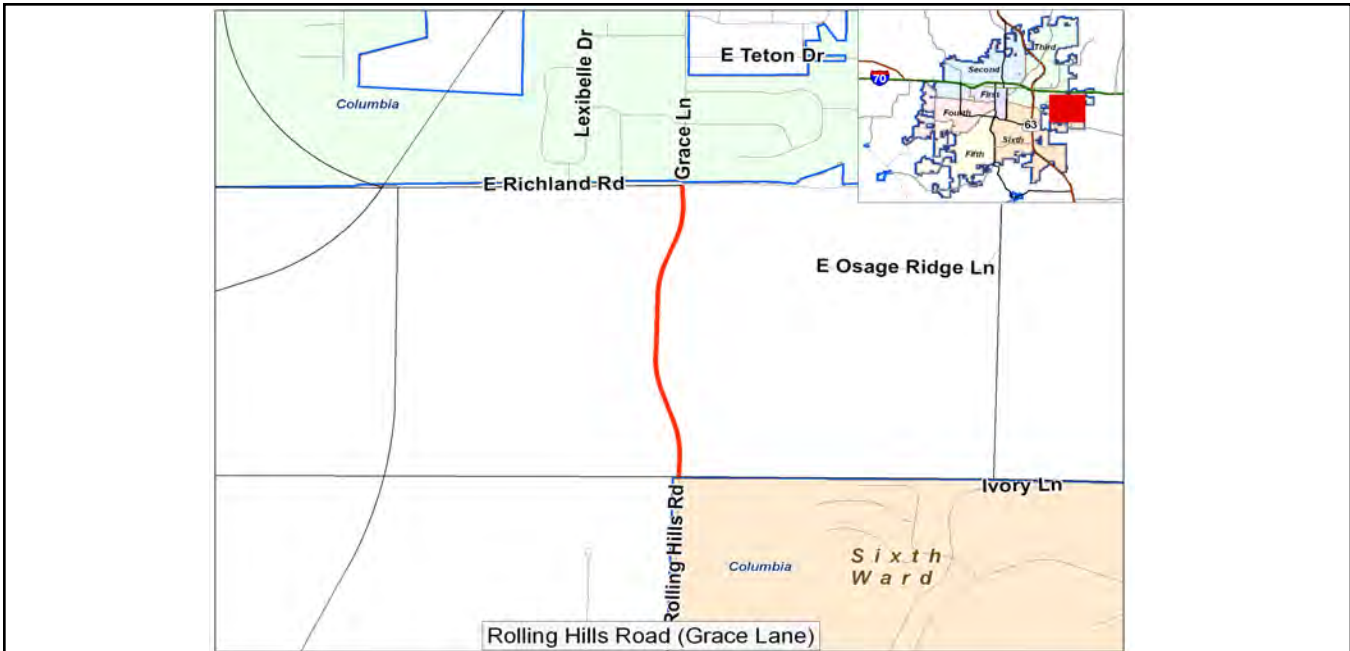 Lexibelle Dr
Grace Ln
E Teton Dr
Columbia
E Richland Rd
70
Second
Third
First
Fourth
63
Sixth
Fifth
E Osage Ridge Ln
Ivory Ln
Rolling Hills Rd
Columbia
Sixth
Ward
Rolling Hills Road (Grace Lane)